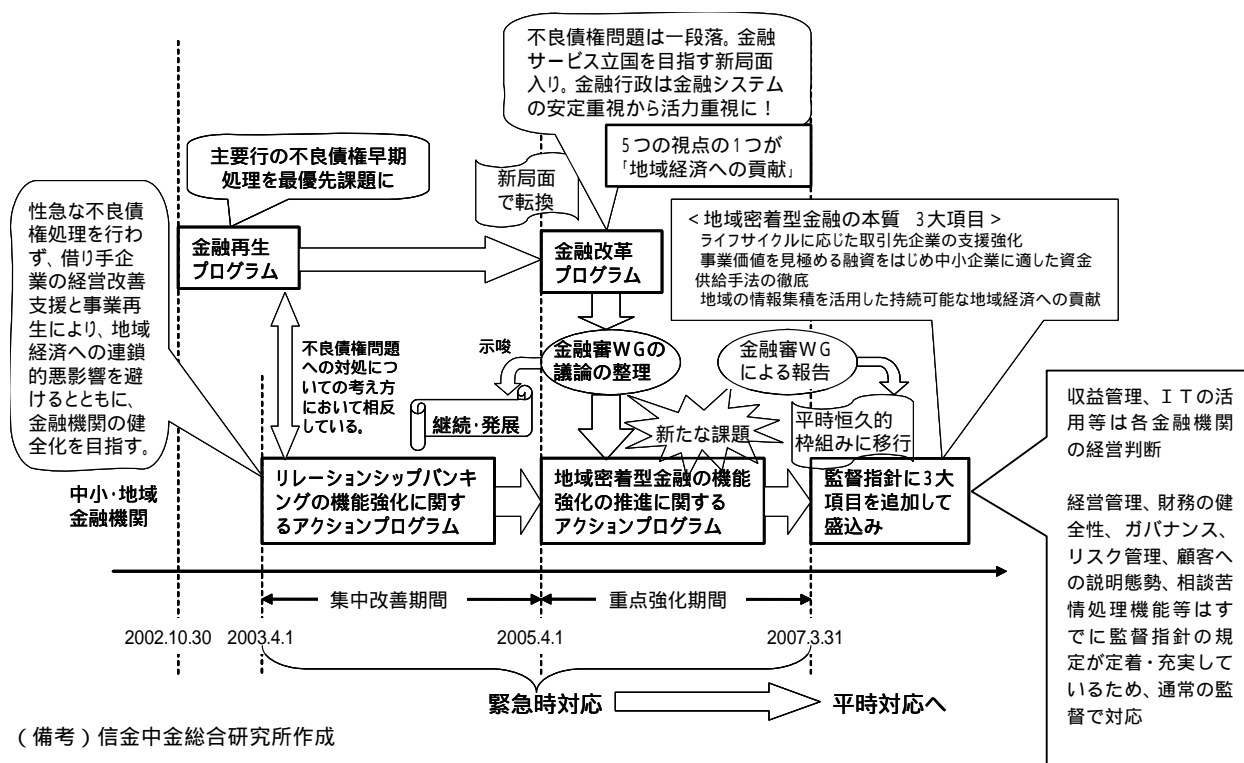 不良債権問題は一段落。金融
サービス立国を目指す新局面
入り。金融行政は金融システム
の安定重視から活力重視に！
5つの視点の1つが
「地域経済への貢献」
主要行の不良債権早期
処理を最優先課題に
新局面
で転換
性急な不良債
権処理を行わ
ず、借り手企
業の経営改善
支援と事業再
生により、地域
経済への連鎖
的悪影響を避
けるとともに、
金融機関の健
全化を目指す。
金融再生
プログラム
金融改革
プログラム
＜地域密着型金融の本質 3大項目＞
ライフサイクルに応じた取引先企業の支援強化
事業価値を見極める融資をはじめ中小企業に適した資金
供給手法の徹底
地域の情報集積を活用した持続可能な地域経済への貢献
不良債権問題
への対処につ
いての考え方
において相反
している。
示唆
金融審WGの
議論の整理
金融審WG
による報告
継続・発展
新たな課題
平時恒久的
枠組みに移行
中小・地域
金融機関
リレーションシップバンキ
ングの機能強化に関す
るアクションプログラム
地域密着型金融の機能
強化の推進に関する
アクションプログラム
監督指針に3大
項目を追加して
盛込み
収益管理、ＩＴの活
用等は各金融機関
の経営判断
経営管理、財務の健
全性、ガバナンス、
リスク管理、顧客へ
の説明態勢、相談苦
情処理機能等はす
でに監督指針の規
定が定着・充実して
いるため、通常の監
督で対応
集中改善期間
重点強化期間
2002.10.30
2003.4.1
2005.4.1
2007.3.31
緊急時対応
平時対応へ
（備考）信金中金総合研究所作成